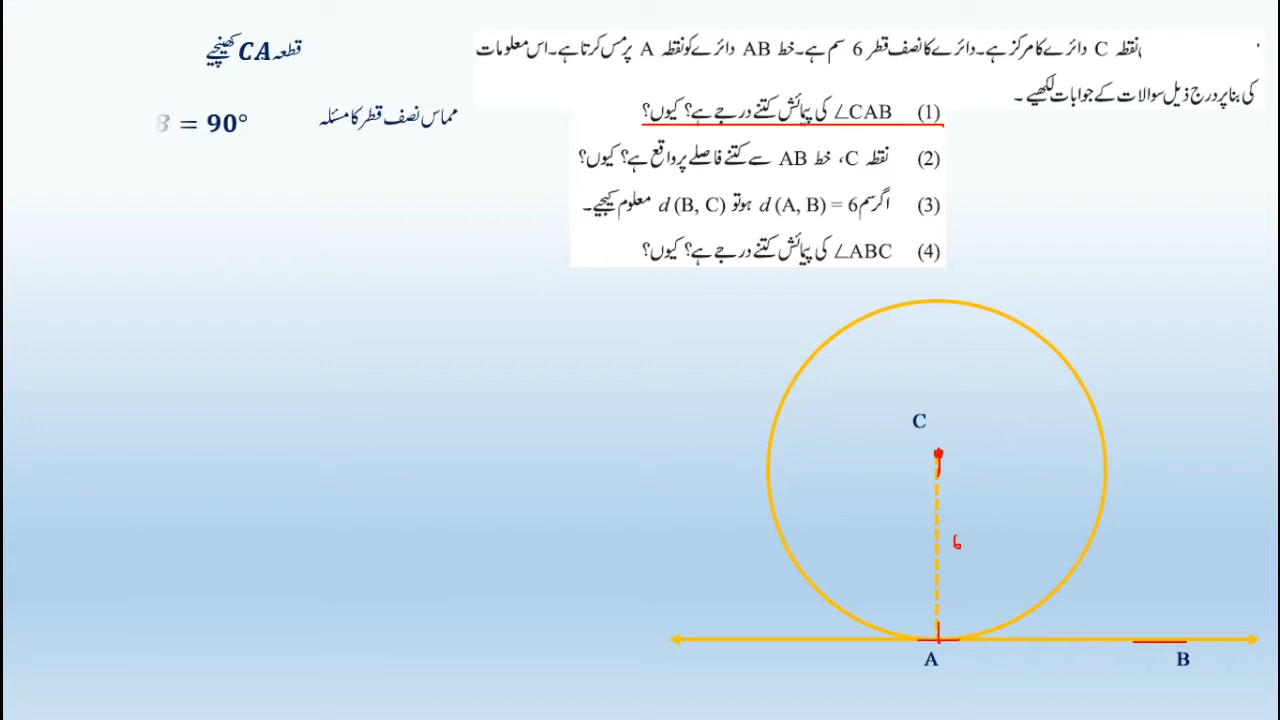 نقطہ C دائرے کا مرکز ہے۔ دائرے کا نصف قطر 6 سم ہے۔ خط AB دائرے کو نقطہ A پر مس کرتا ہے۔ اس معلومات
کی بنا پر درج ذیل سوالات کے جوابات لکھیے ۔
(1) ∠CAB کی پیمائش کتنے درجے ہے؟ کیوں؟
(2) نقطہ C، خط AB سے کتنے فاصلے پر واقع ہے؟ کیوں؟
(3) اگر سم d (A, B) = 6 ہو تو d (B, C) معلوم کیجیے۔
(4) ∠ABC کی پیمائش کتنے درجے ہے؟ کیوں؟
قطعہ CA کھینچیے
مماس نصف قطر کا مسئلہ
B = 90°
C
6
A
B